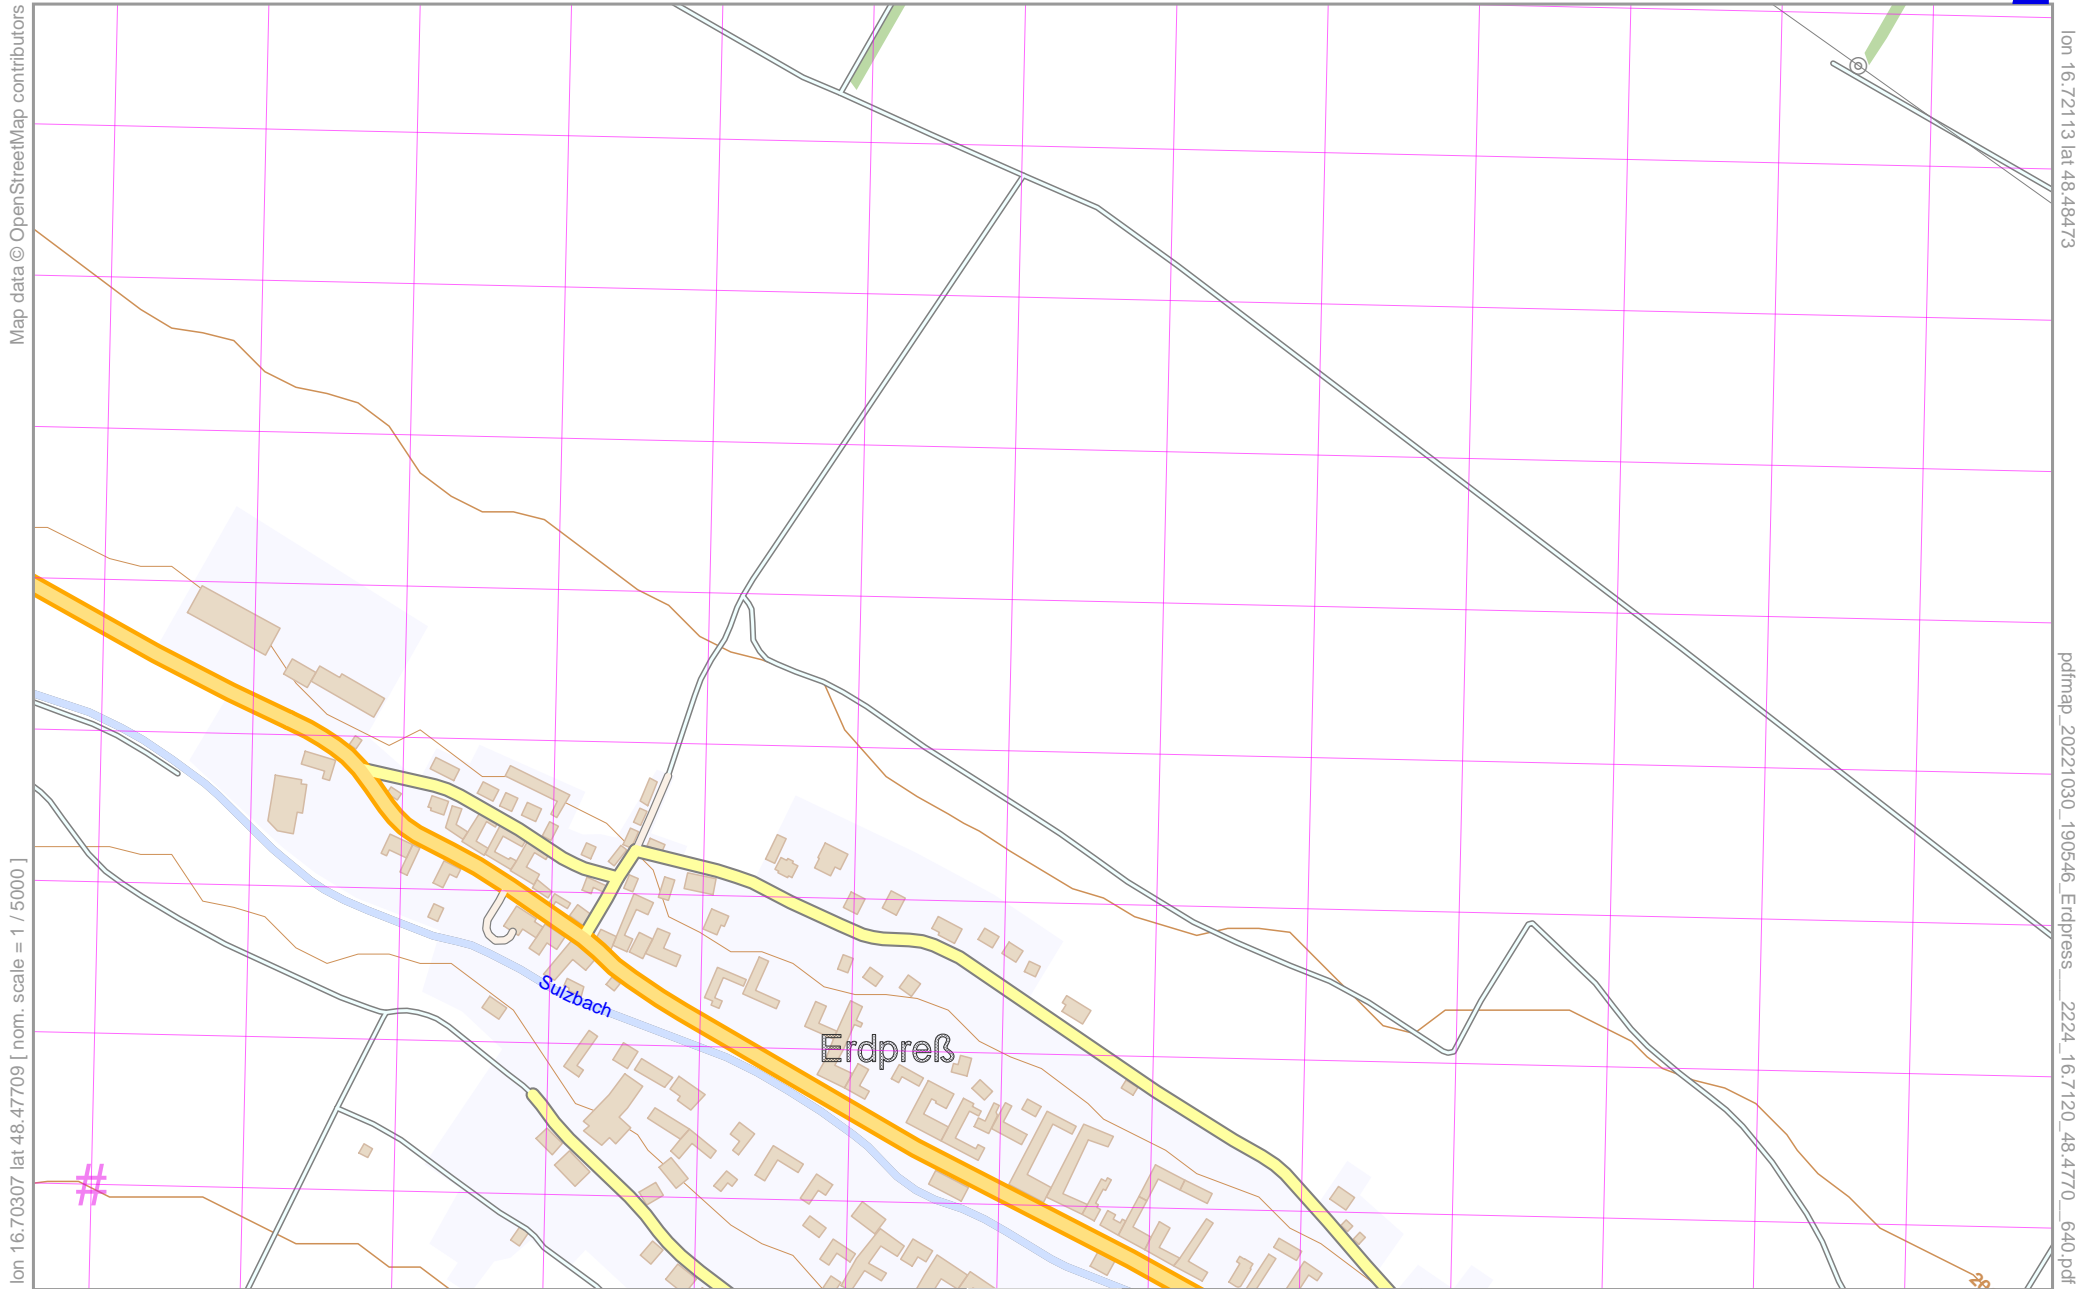 Map data © OpenStreetMap contributors
lon 16.70307 lat 48.47709 [ nom. scale = 1 / 5000 ]
lon 16.72113 lat 48.48473
pdfmap_20221030_190546_Erdpress___2224_16.7120_48.4770__640.pdf
Sulzbach
Erdpreß
#